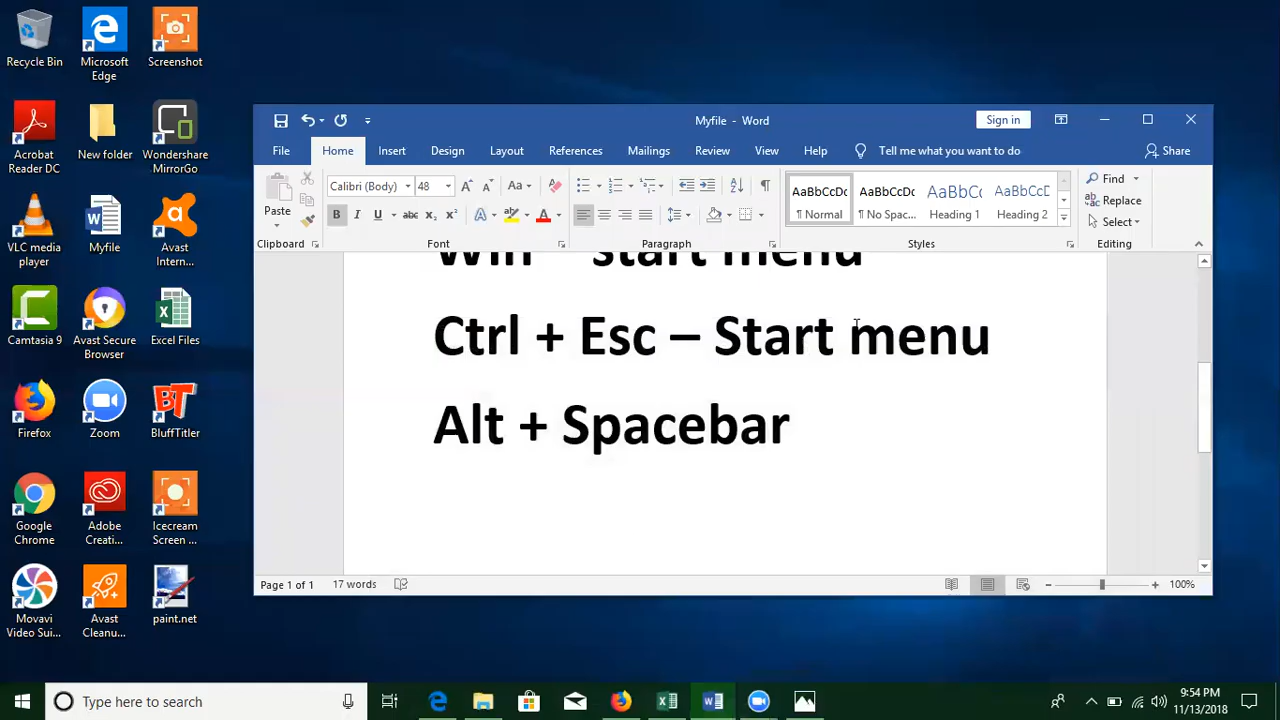 Recycle Bin
Microsoft Edge
Screenshot
Acrobat Reader DC
New folder
Wondershare MirrorGo
VLC media player
Myfile
Avast Intern...
Camtasia 9
Avast Secure Browser
Excel Files
Firefox
Zoom
BluffTitler
Google Chrome
Adobe Creati...
Icecream Screen ...
Movavi Video Sui...
Avast Cleanu...
paint.net
Myfile - Word
Sign in
File Home Insert Design Layout References Mailings Review View Help Tell me what you want to do Share
Paste
Calibri (Body) 48
AaBbCcDc AaBbCcDc AaBbC AaBbCcE
¶ Normal ¶ No Spac... Heading 1 Heading 2
Find
Replace
Select
Clipboard Font Paragraph Styles Editing
Win – start menu
Ctrl + Esc – Start menu
Alt + Spacebar
Page 1 of 1 17 words 100%
Type here to search
9:54 PM
11/13/2018